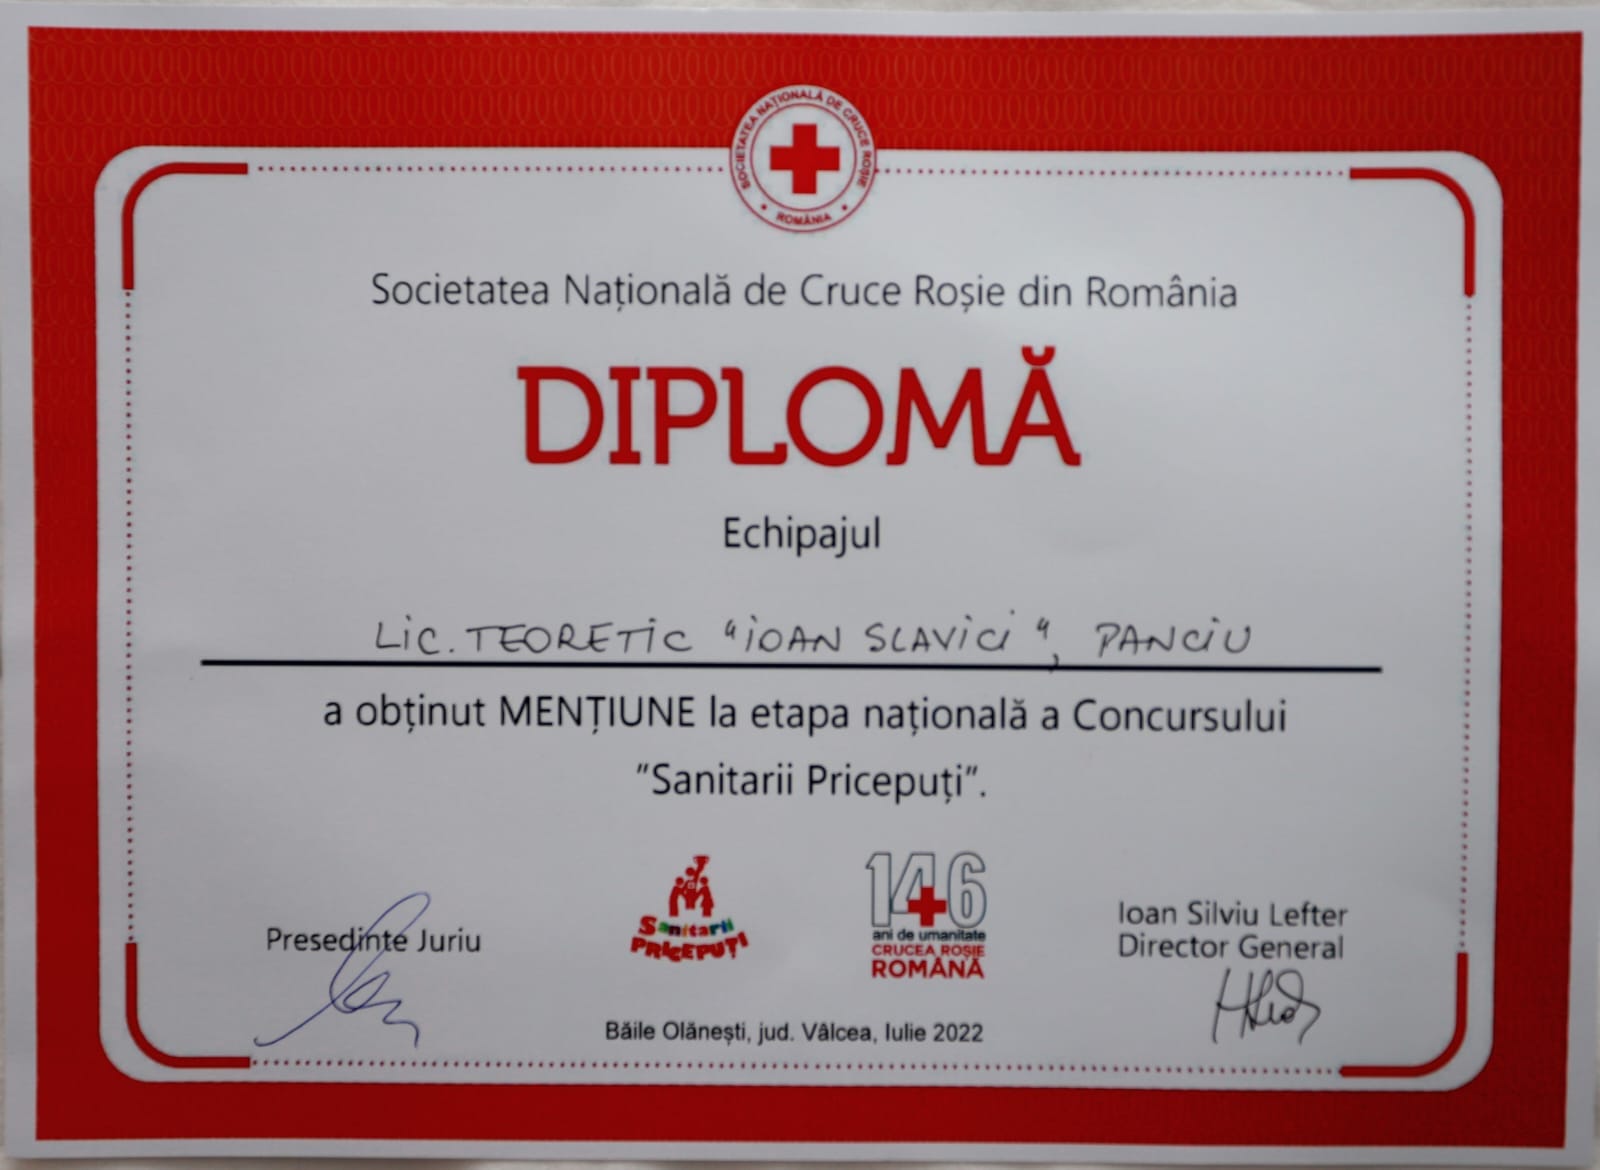 SOCIETATEA NAȚIONALĂ DE CRUCE ROȘIE
• ROMÂNIA •
Societatea Națională de Cruce Roșie din România
DIPLOMĂ
Echipajul
LIC. TEORETIC "IOAN SLAVICI", PANCIU
a obținut MENȚIUNE la etapa națională a Concursului
"Sanitarii Pricepuți".
Sanitarii
PRICEPUȚI
146
ani de umanitate
CRUCEA ROȘIE
ROMÂNĂ
Presedinte Juriu
Ioan Silviu Lefter
Director General
Băile Olănești, jud. Vâlcea, Iulie 2022